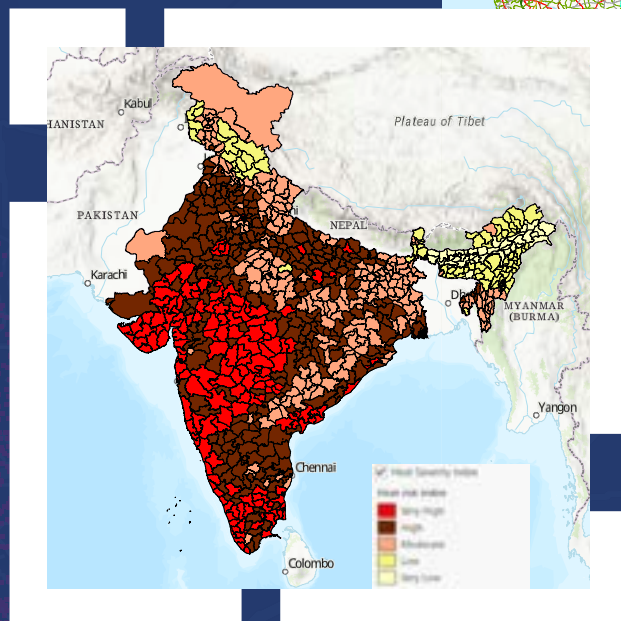 Kabul
Plateau of Tibet
HANISTAN
PAKISTAN
NEPAL
Karachi
MYANMAR
(BURMA)
Yangon
Chennai
Heat Severity Index
Heat risk index
Very High
High
Moderate
Low
Very Low
Colombo